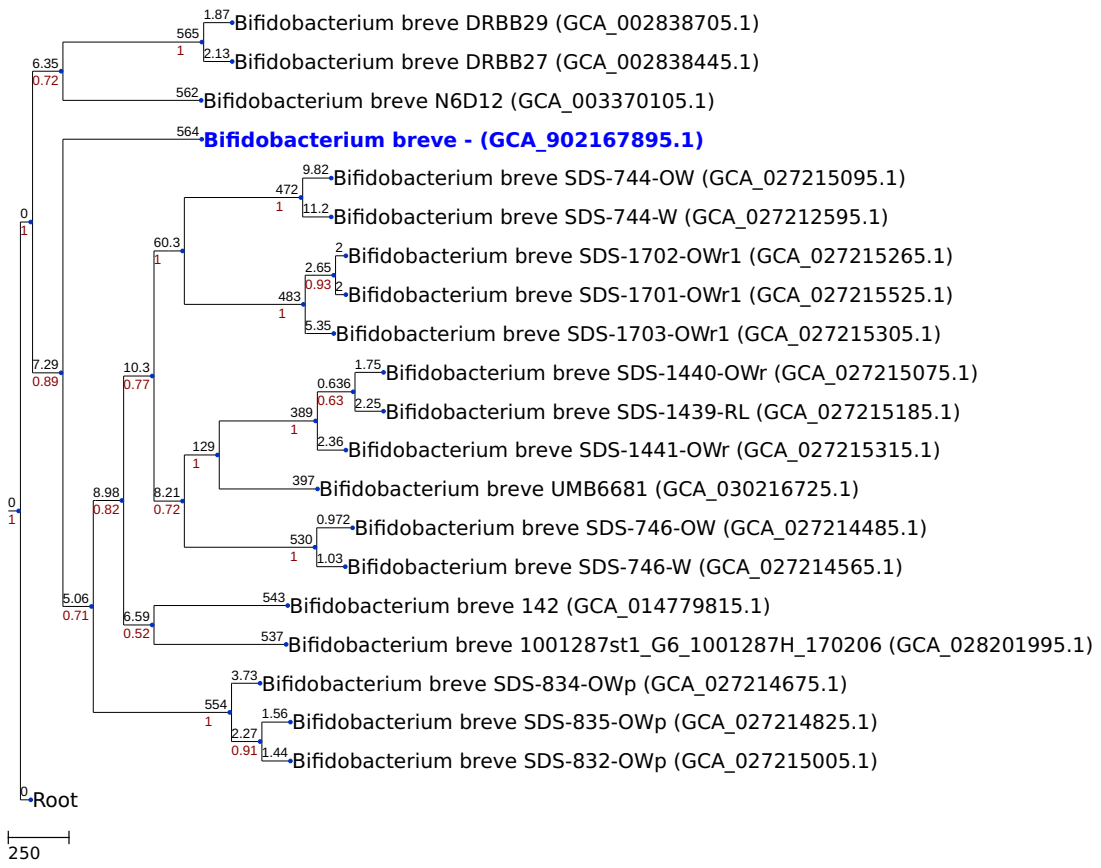 1.87
Bifidobacterium breve DRBB29 (GCA_002838705.1)
565
1
2.13
Bifidobacterium breve DRBB27 (GCA_002838445.1)
6.35
0.72
562
Bifidobacterium breve N6D12 (GCA_003370105.1)
564
Bifidobacterium breve - (GCA_902167895.1)
9.82
Bifidobacterium breve SDS-744-OW (GCA_027215095.1)
472
1
11.2
Bifidobacterium breve SDS-744-W (GCA_027212595.1)
0
1
60.3
1
2
Bifidobacterium breve SDS-1702-OWr1 (GCA_027215265.1)
2.65
0.93
2
Bifidobacterium breve SDS-1701-OWr1 (GCA_027215525.1)
483
1
5.35
Bifidobacterium breve SDS-1703-OWr1 (GCA_027215305.1)
7.29
0.89
10.3
0.77
1.75
Bifidobacterium breve SDS-1440-OWr (GCA_027215075.1)
0.636
0.63
2.25
Bifidobacterium breve SDS-1439-RL (GCA_027215185.1)
389
1
2.36
Bifidobacterium breve SDS-1441-OWr (GCA_027215315.1)
129
1
397
Bifidobacterium breve UMB6681 (GCA_030216725.1)
0
1
8.98
0.82
8.21
0.72
0.972
Bifidobacterium breve SDS-746-OW (GCA_027214485.1)
530
1
1.03
Bifidobacterium breve SDS-746-W (GCA_027214565.1)
5.06
0.71
543
Bifidobacterium breve 142 (GCA_014779815.1)
6.59
0.52
537
Bifidobacterium breve 1001287st1_G6_1001287H_170206 (GCA_028201995.1)
3.73
Bifidobacterium breve SDS-834-OWp (GCA_027214675.1)
554
1
1.56
Bifidobacterium breve SDS-835-OWp (GCA_027214825.1)
2.27
0.91
1.44
Bifidobacterium breve SDS-832-OWp (GCA_027215005.1)
0
Root
250